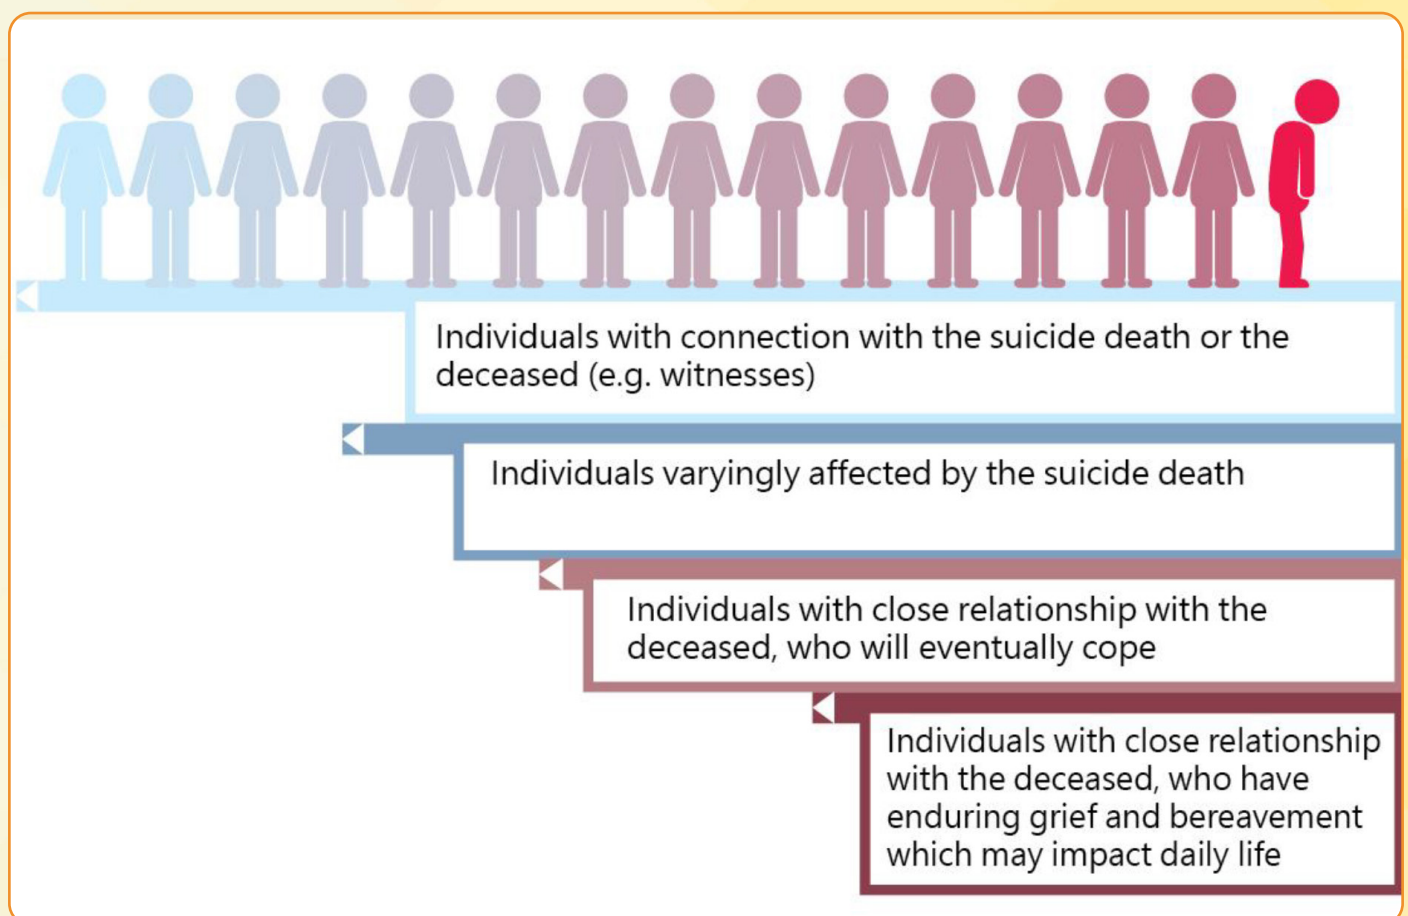 Individuals with connection with the suicide death or the
deceased (e.g. witnesses)
Individuals varyingly affected by the suicide death
Individuals with close relationship with the
deceased, who will eventually cope
Individuals with close relationship
with the deceased, who have
enduring grief and bereavement
which may impact daily life